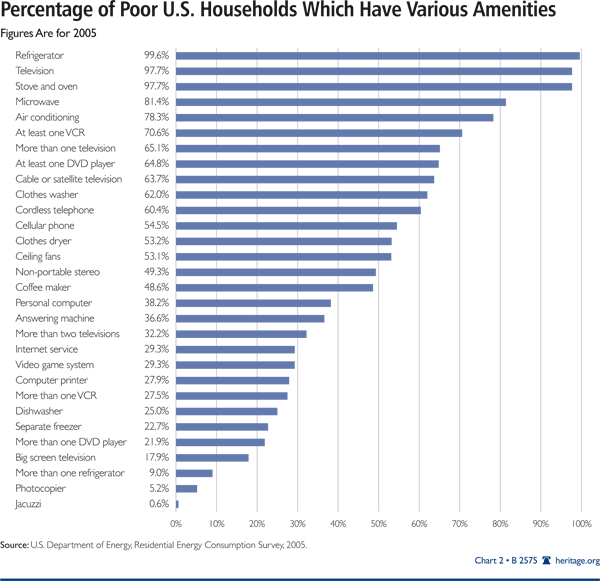 Percentage of Poor U.S. Households Which Have Various Amenities
Figures Are for 2005
Refrigerator 99.6%
Television 97.7%
Stove and oven 97.7%
Microwave 81.4%
Air conditioning 78.3%
At least one VCR 70.6%
More than one television 65.1%
At least one DVD player 64.8%
Cable or satellite television 63.7%
Clothes washer 62.0%
Cordless telephone 60.4%
Cellular phone 54.5%
Clothes dryer 53.2%
Ceiling fans 53.1%
Non-portable stereo 49.3%
Coffee maker 48.6%
Personal computer 38.2%
Answering machine 36.6%
More than two televisions 32.2%
Internet service 29.3%
Video game system 29.3%
Computer printer 27.9%
More than one VCR 27.5%
Dishwasher 25.0%
Separate freezer 22.7%
More than one DVD player 21.9%
Big screen television 17.9%
More than one refrigerator 9.0%
Photocopier 5.2%
Jacuzzi 0.6%
0% 10% 20% 30% 40% 50% 60% 70% 80% 90% 100%
Source: U.S. Department of Energy, Residential Energy Consumption Survey, 2005.
Chart 2 • B 2575 heritage.org